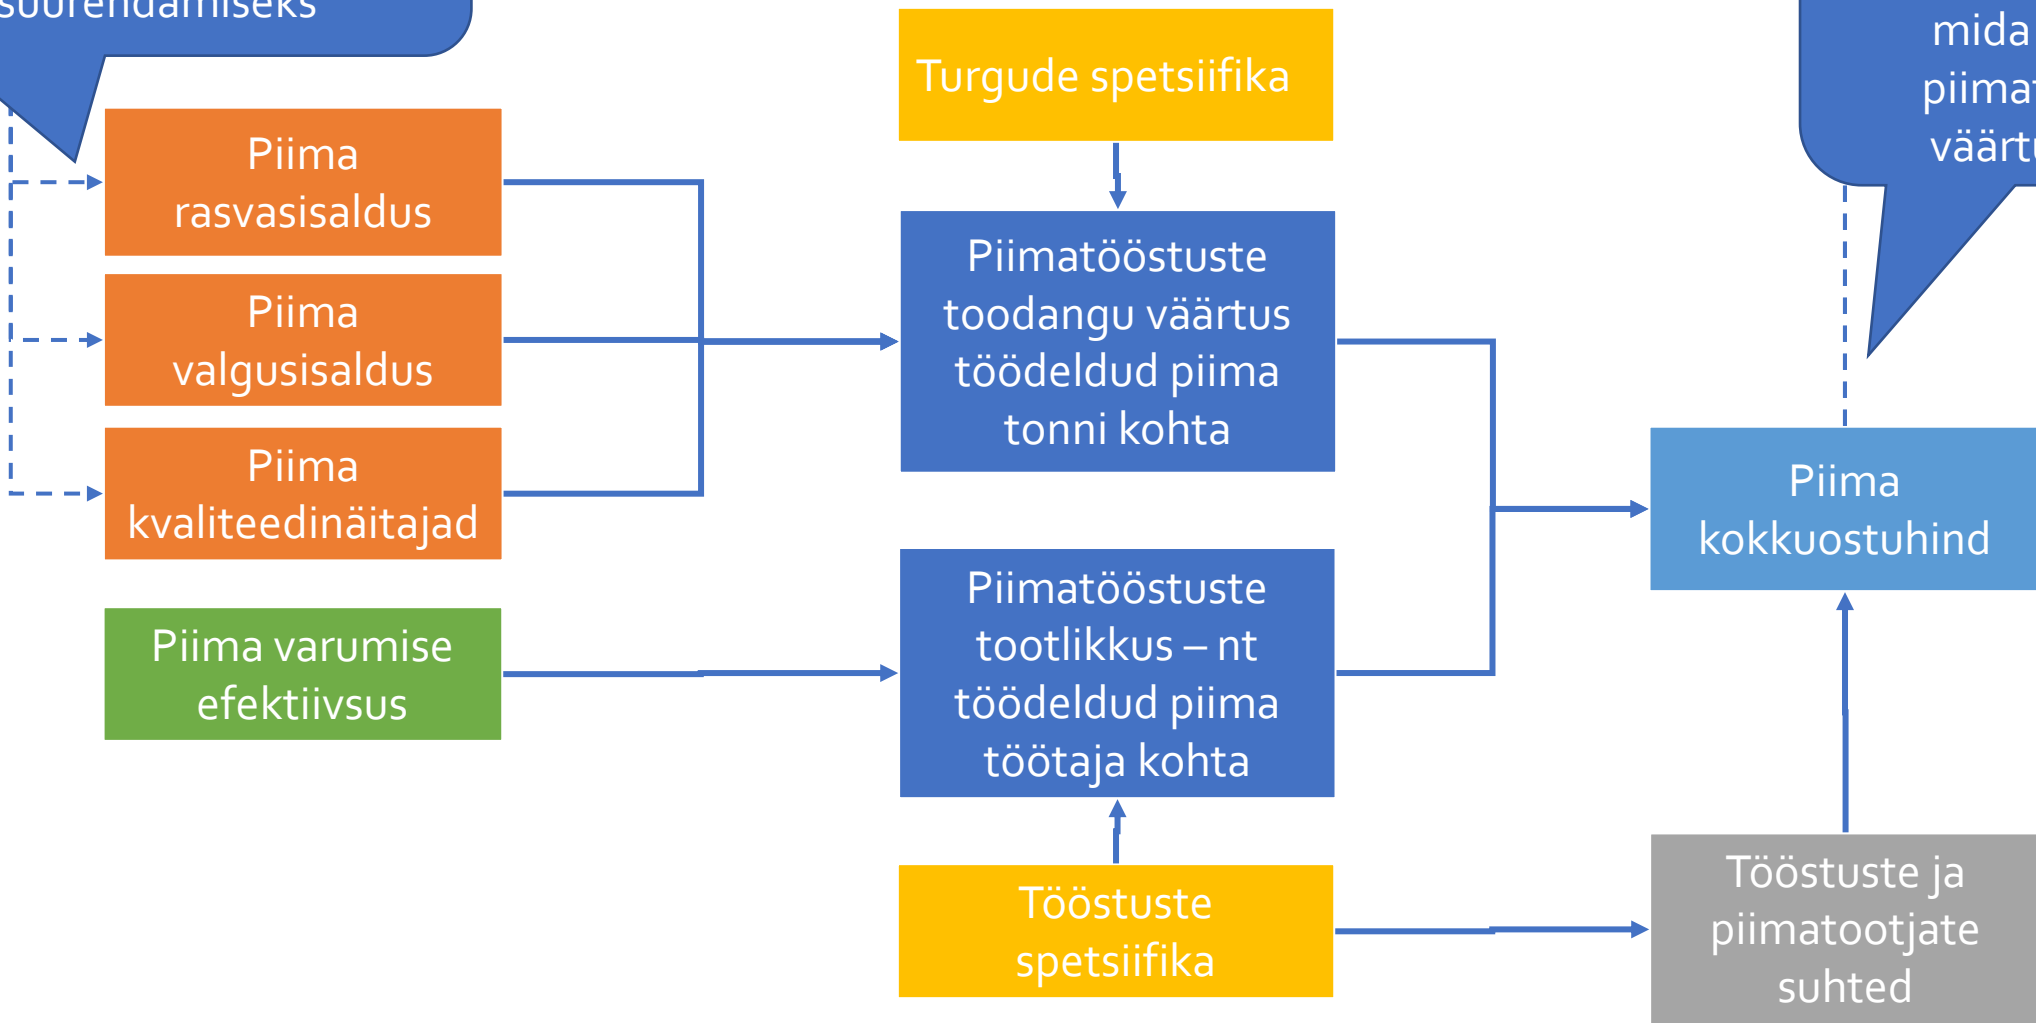 suurendamiseks
mida
Turgude spetsiifika
Piima
rasvasisaldus
Piima
valgusisaldus
Piima
kvaliteedinäitajad
Piima varumise
efektiivsus
Piimatööstuste
toodangu väärtus
töödeldud piima
tonni kohta
Piimatööstuste
tootlikkus – nt
töödeldud piima
töötaja kohta
Tööstuste
spetsiifika
Piima
kokkuostuhind
Tööstuste ja
piimatootjate
suhted